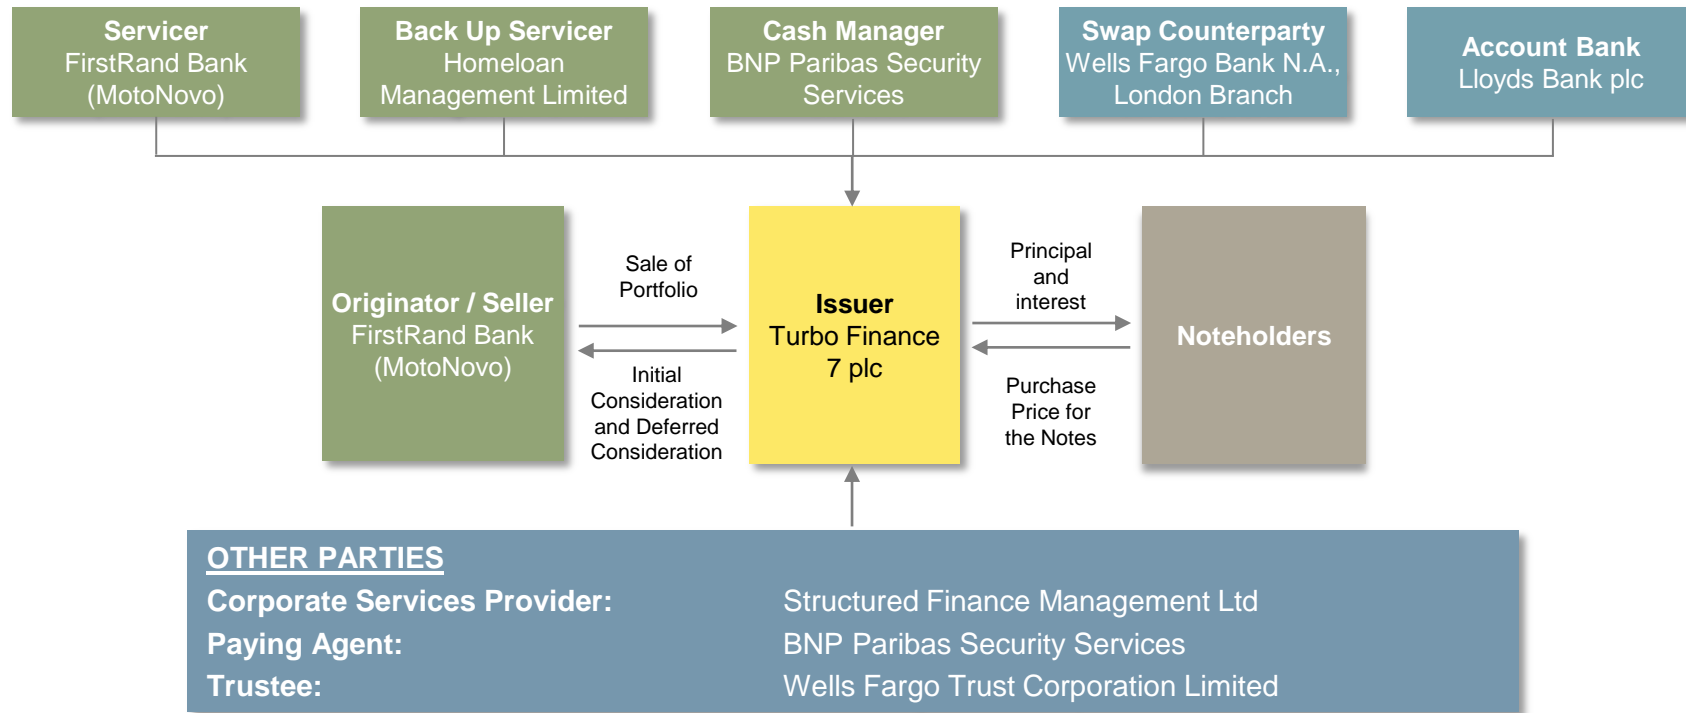 Servicer
FirstRand Bank
(MotoNovo)
Back Up Servicer
Homeloan
Management Limited
Cash Manager
BNP Paribas Security
Services
Swap Counterparty
Wells Fargo Bank N.A.,
London Branch
Account Bank
Lloyds Bank plc
Originator / Seller
FirstRand Bank
(MotoNovo)
Sale of
Portfolio
Initial
Consideration
and Deferred
Consideration
Issuer
Turbo Finance
7 plc
Principal
and
interest
Purchase
Price for
the Notes
Noteholders
OTHER PARTIES
Corporate Services Provider: Structured Finance Management Ltd
Paying Agent: BNP Paribas Security Services
Trustee: Wells Fargo Trust Corporation Limited